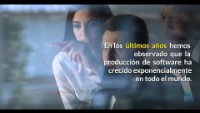 En los últimos años hemos
observado que la
producción de software ha
crecido exponencialmente
en todo el mundo.